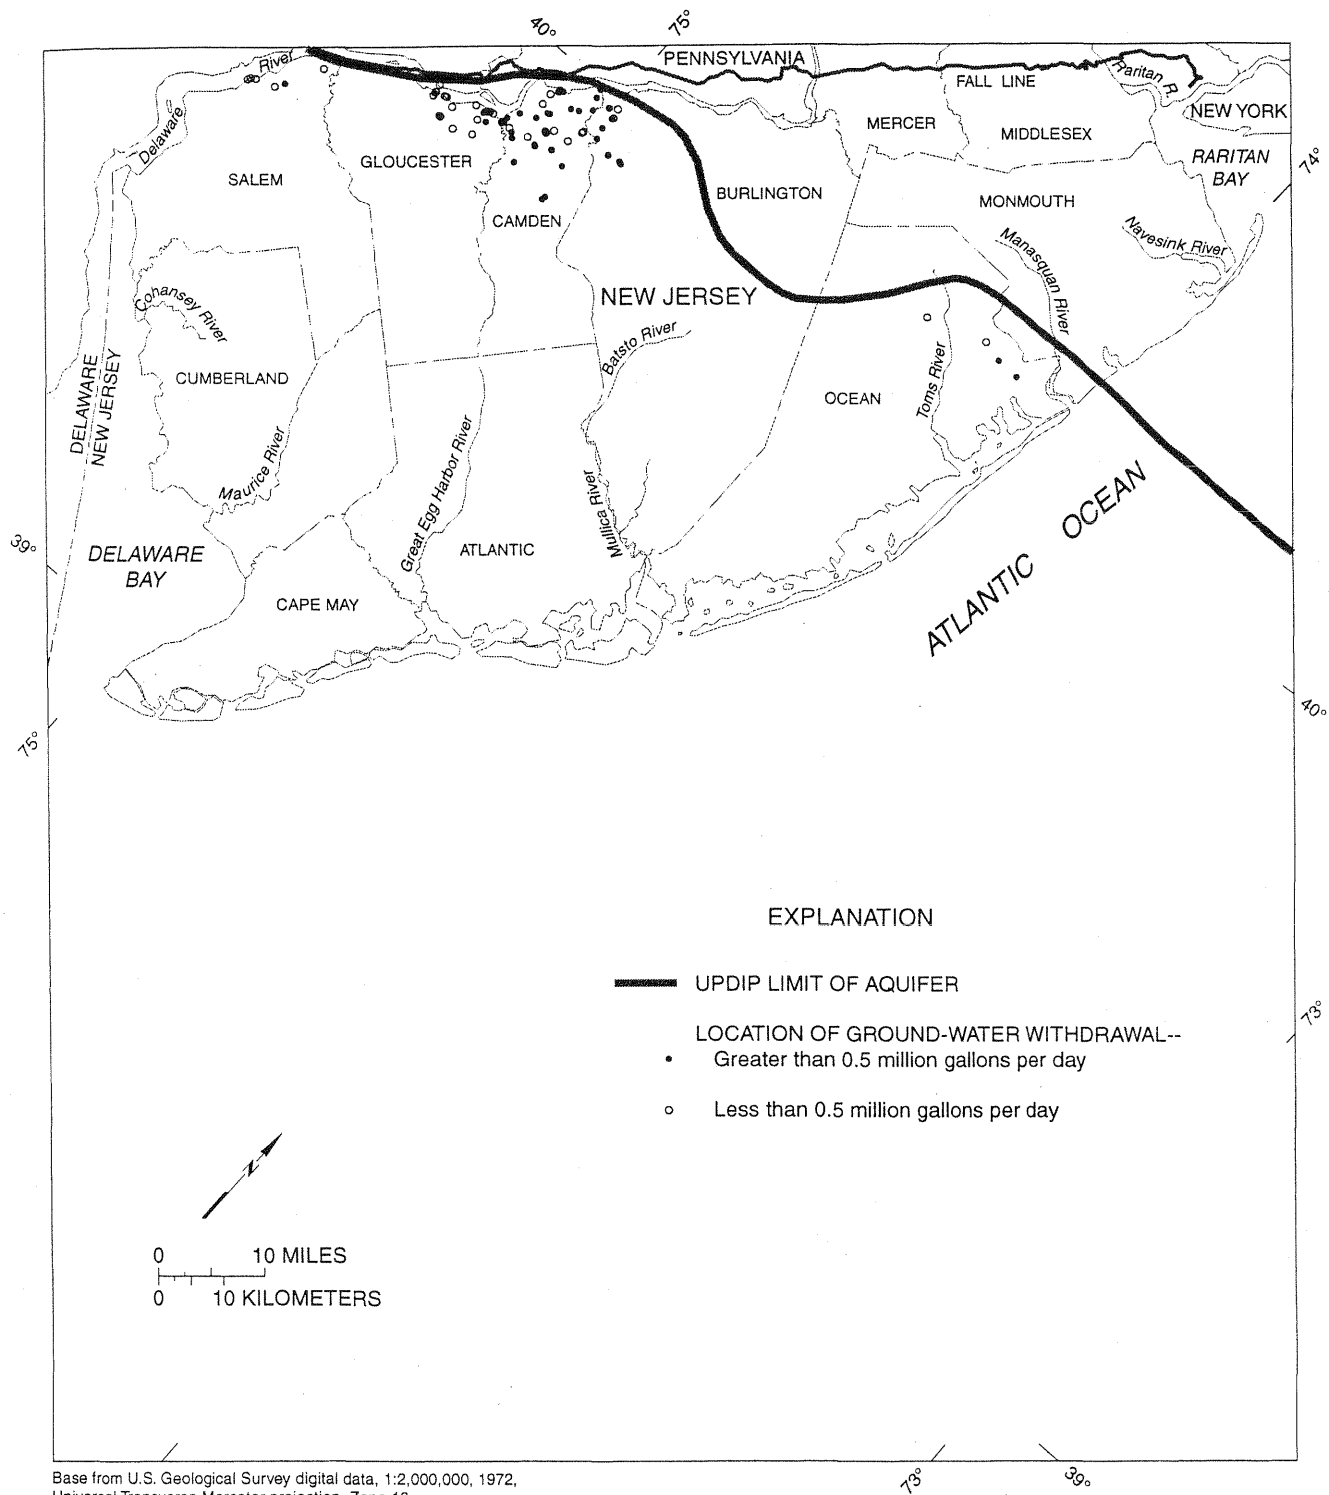 40°
75°
PENNSYLVANIA
River
FALL LINE
Raritan R.
NEW YORK
MERCER
MIDDLESEX
Delaware
RARITAN
BAY
74°
GLOUCESTER
SALEM
BURLINGTON
MONMOUTH
CAMDEN
Manasquan River
Navesink River
Cohansey River
NEW JERSEY
Batsto River
DELAWARE
NEW JERSEY
CUMBERLAND
Toms River
OCEAN
Maurice River
Great Egg Harbor River
Mullica River
ATLANTIC OCEAN
39°
DELAWARE
BAY
ATLANTIC
CAPE MAY
40°
75°
EXPLANATION
UPDIP LIMIT OF AQUIFER
73°
LOCATION OF GROUND-WATER WITHDRAWAL--
Greater than 0.5 million gallons per day
Less than 0.5 million gallons per day
N
0 10 MILES
0 10 KILOMETERS
Base from U.S. Geological Survey digital data, 1:2,000,000, 1972,
73°
39°